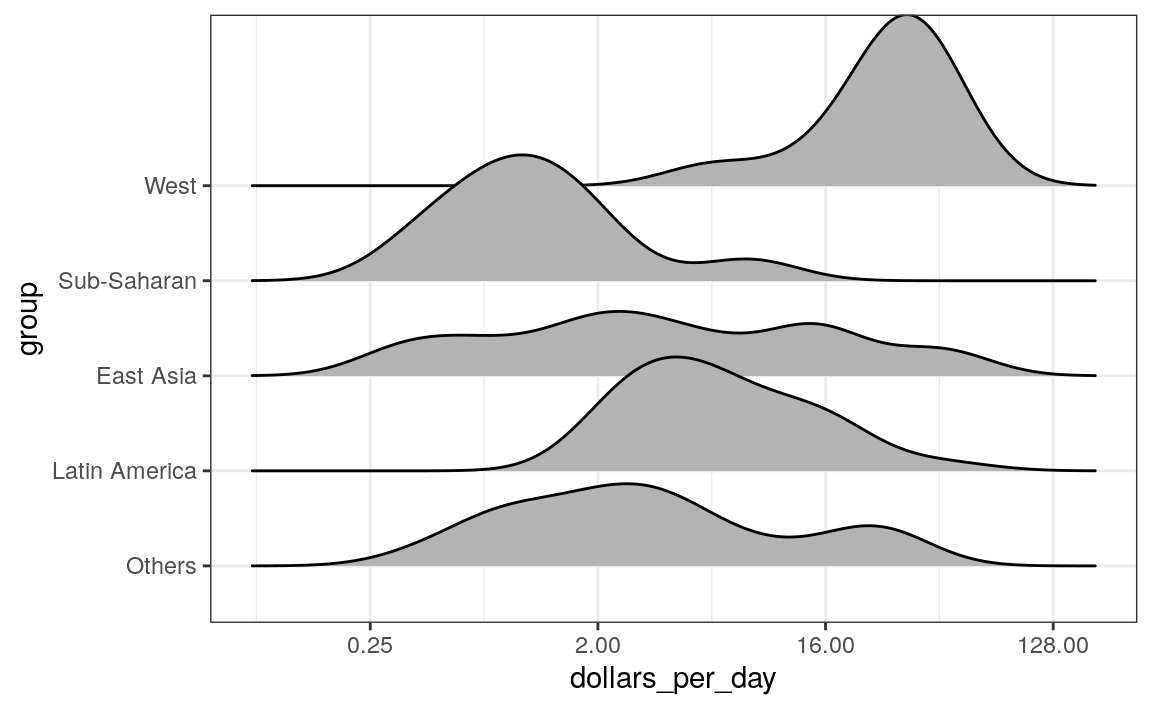 West
Sub-Saharan
East Asia
Latin America
Others
group
0.25 2.00 16.00 128.00
dollars_per_day